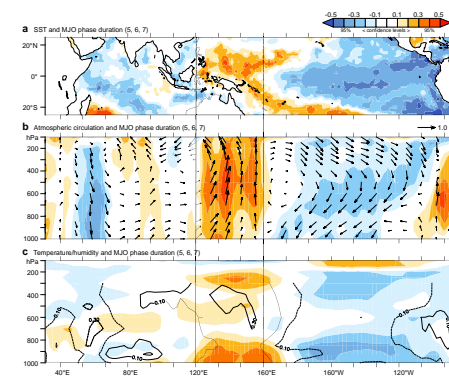 -0.5 -0.3 -0.1 0.1 0.3 0.5
95% < confidence levels > 95%
a SST and MJO phase duration (5, 6, 7)
20°N
0°
20°S
b Atmospheric circulation and MJO phase duration (5, 6, 7)
1.0
hPa
200
400
600
800
1000
c Temperature/humidity and MJO phase duration (5, 6, 7)
hPa
200
400
600
800
1000
0.10
0.10
0.10
0.10
0.10
40°E 80°E 120°E 160°E 160°W 120°W